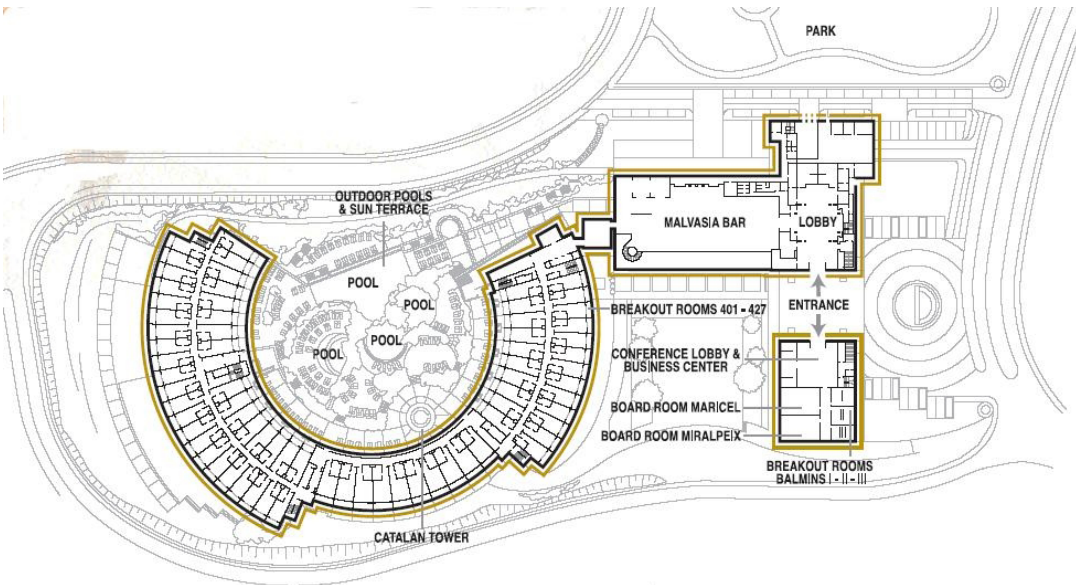 PARK
OUTDOOR POOLS
& SUN TERRACE
MALVASIA BAR
LOBBY
POOL
POOL
POOL
POOL
BREAKOUT ROOMS 401 - 427
ENTRANCE
CONFERENCE LOBBY &
BUSINESS CENTER
BOARD ROOM MARICEL
BOARD ROOM MIRALPEIX
BREAKOUT ROOMS
BALMINS I - II - III
CATALAN TOWER